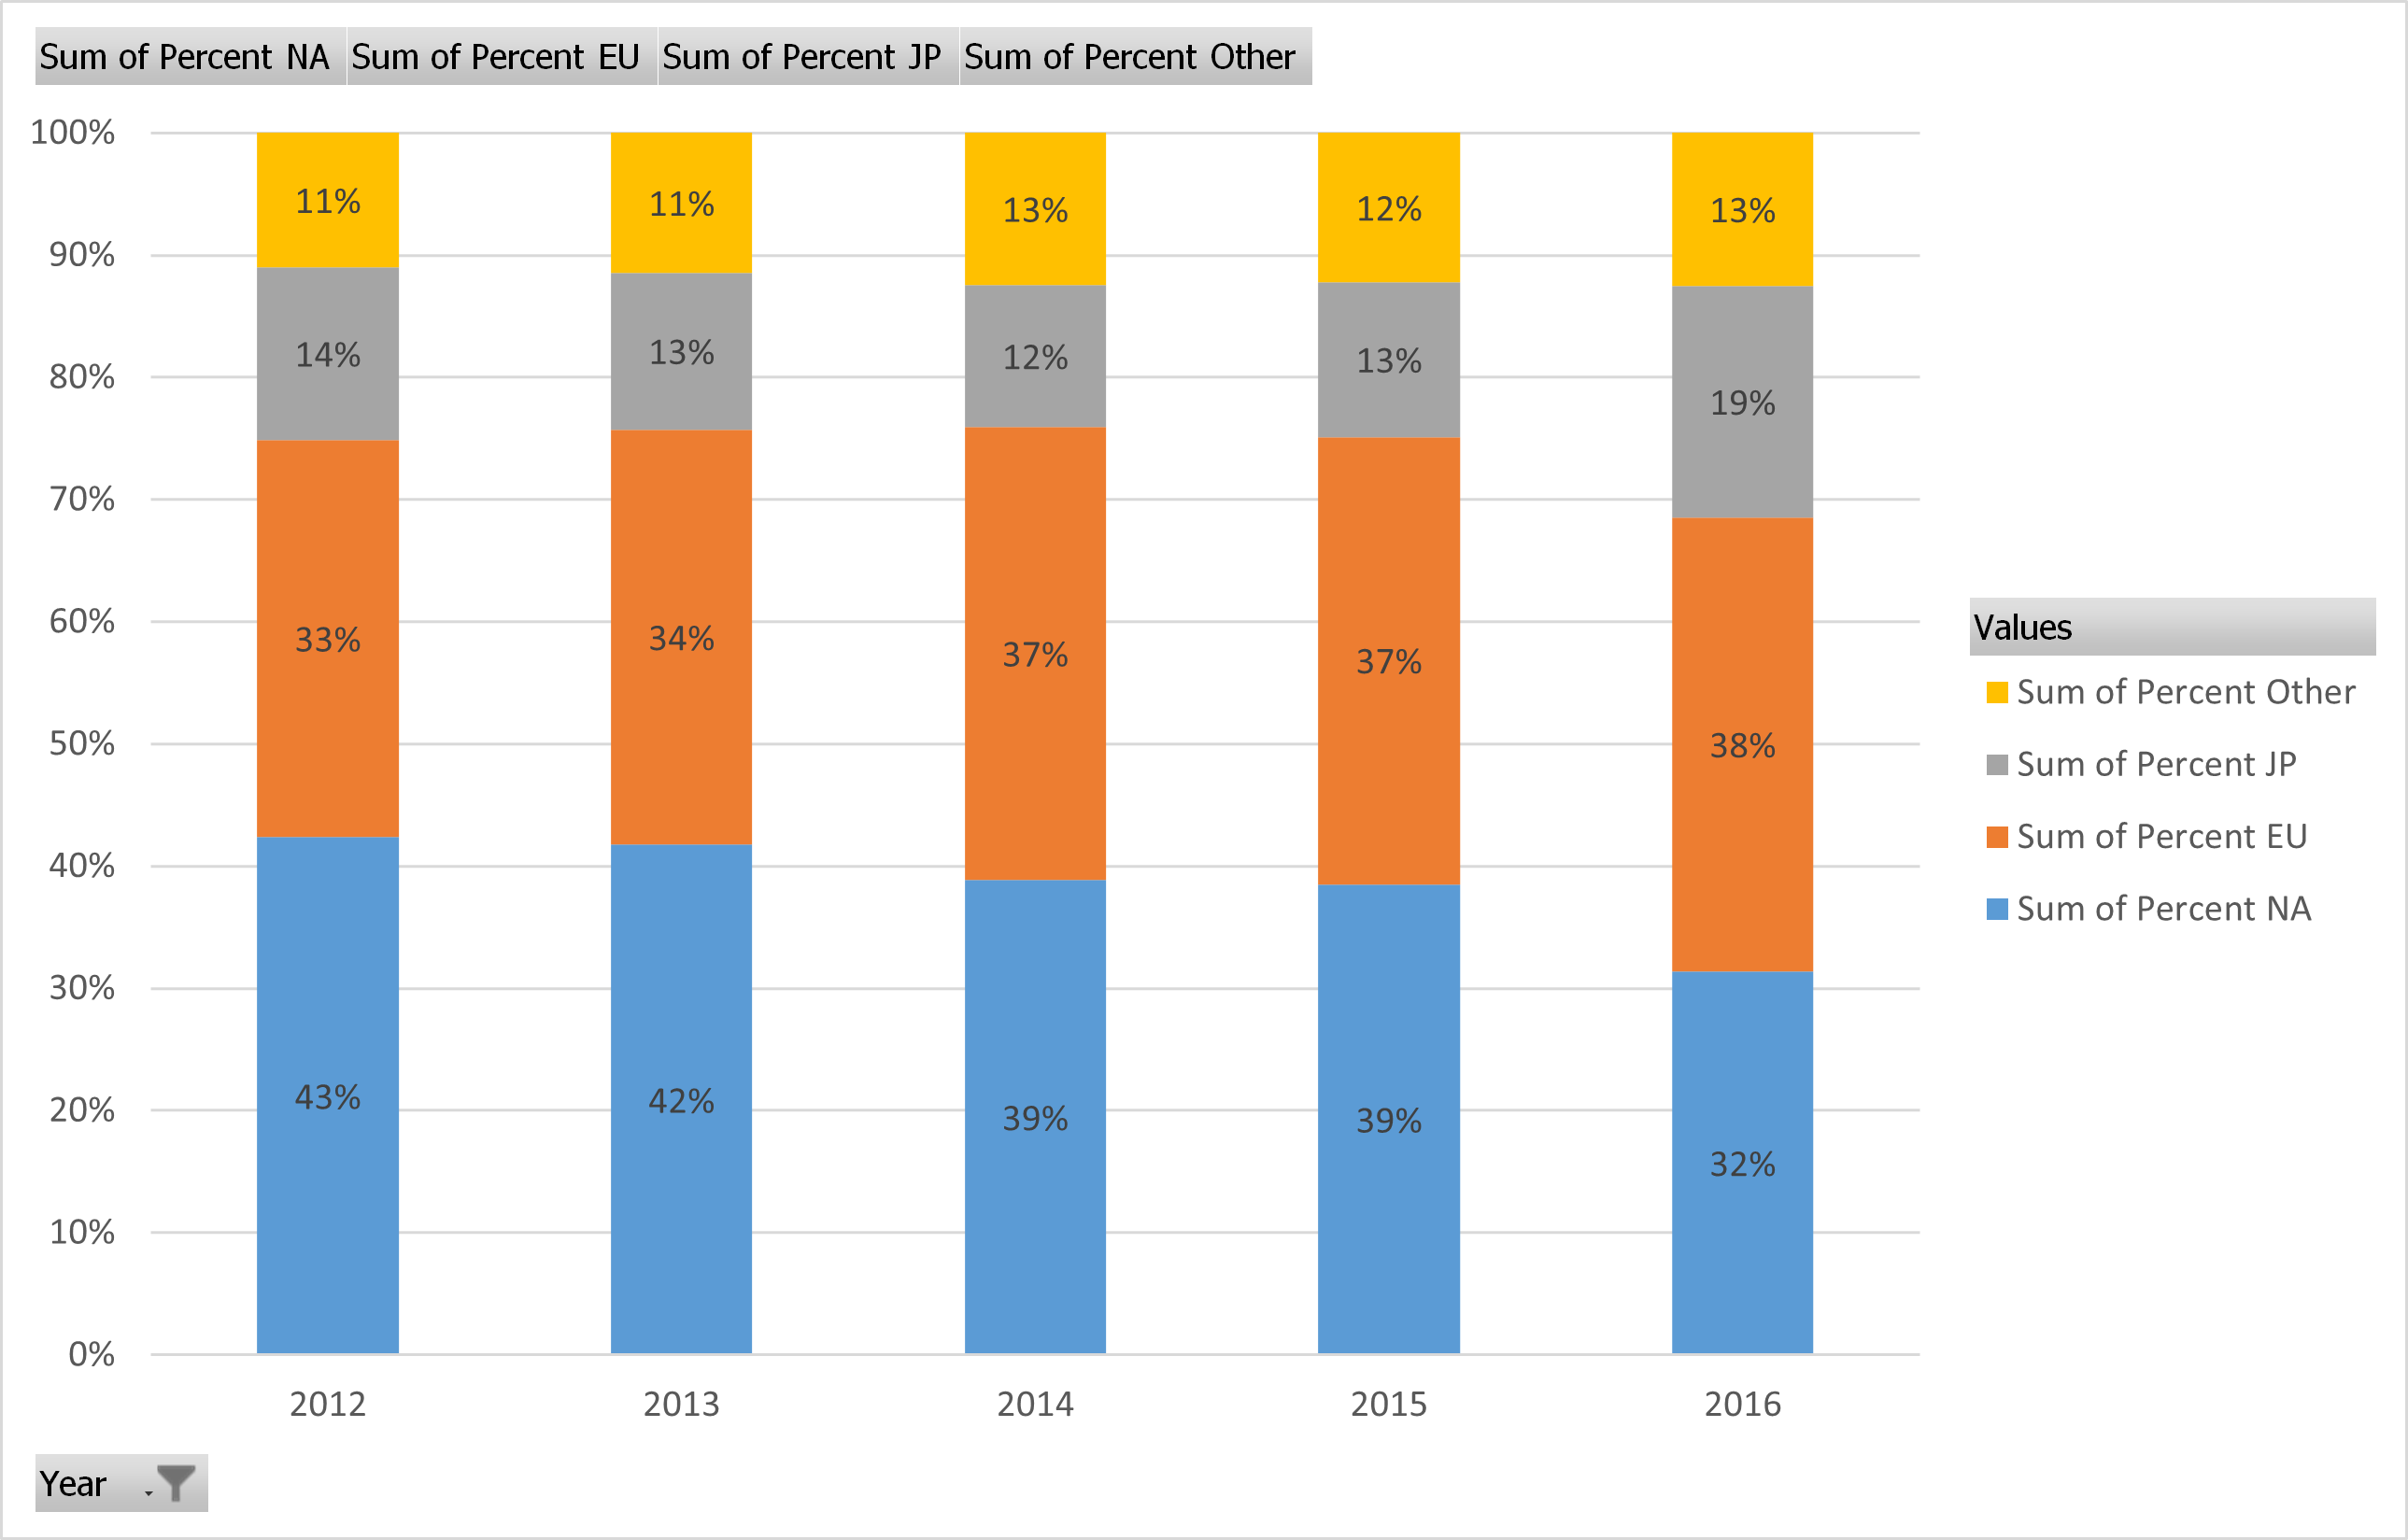 Sum of Percent NA Sum of Percent EU Sum of Percent JP Sum of Percent Other
100%
90%
80%
70%
60%
50%
40%
30%
20%
10%
0%
11% 11% 13% 12% 13%
14% 13% 12% 13% 19%
33% 34% 37% 37% 38%
43% 42% 39% 39% 32%
2012 2013 2014 2015 2016
Values
Sum of Percent Other
Sum of Percent JP
Sum of Percent EU
Sum of Percent NA
Year